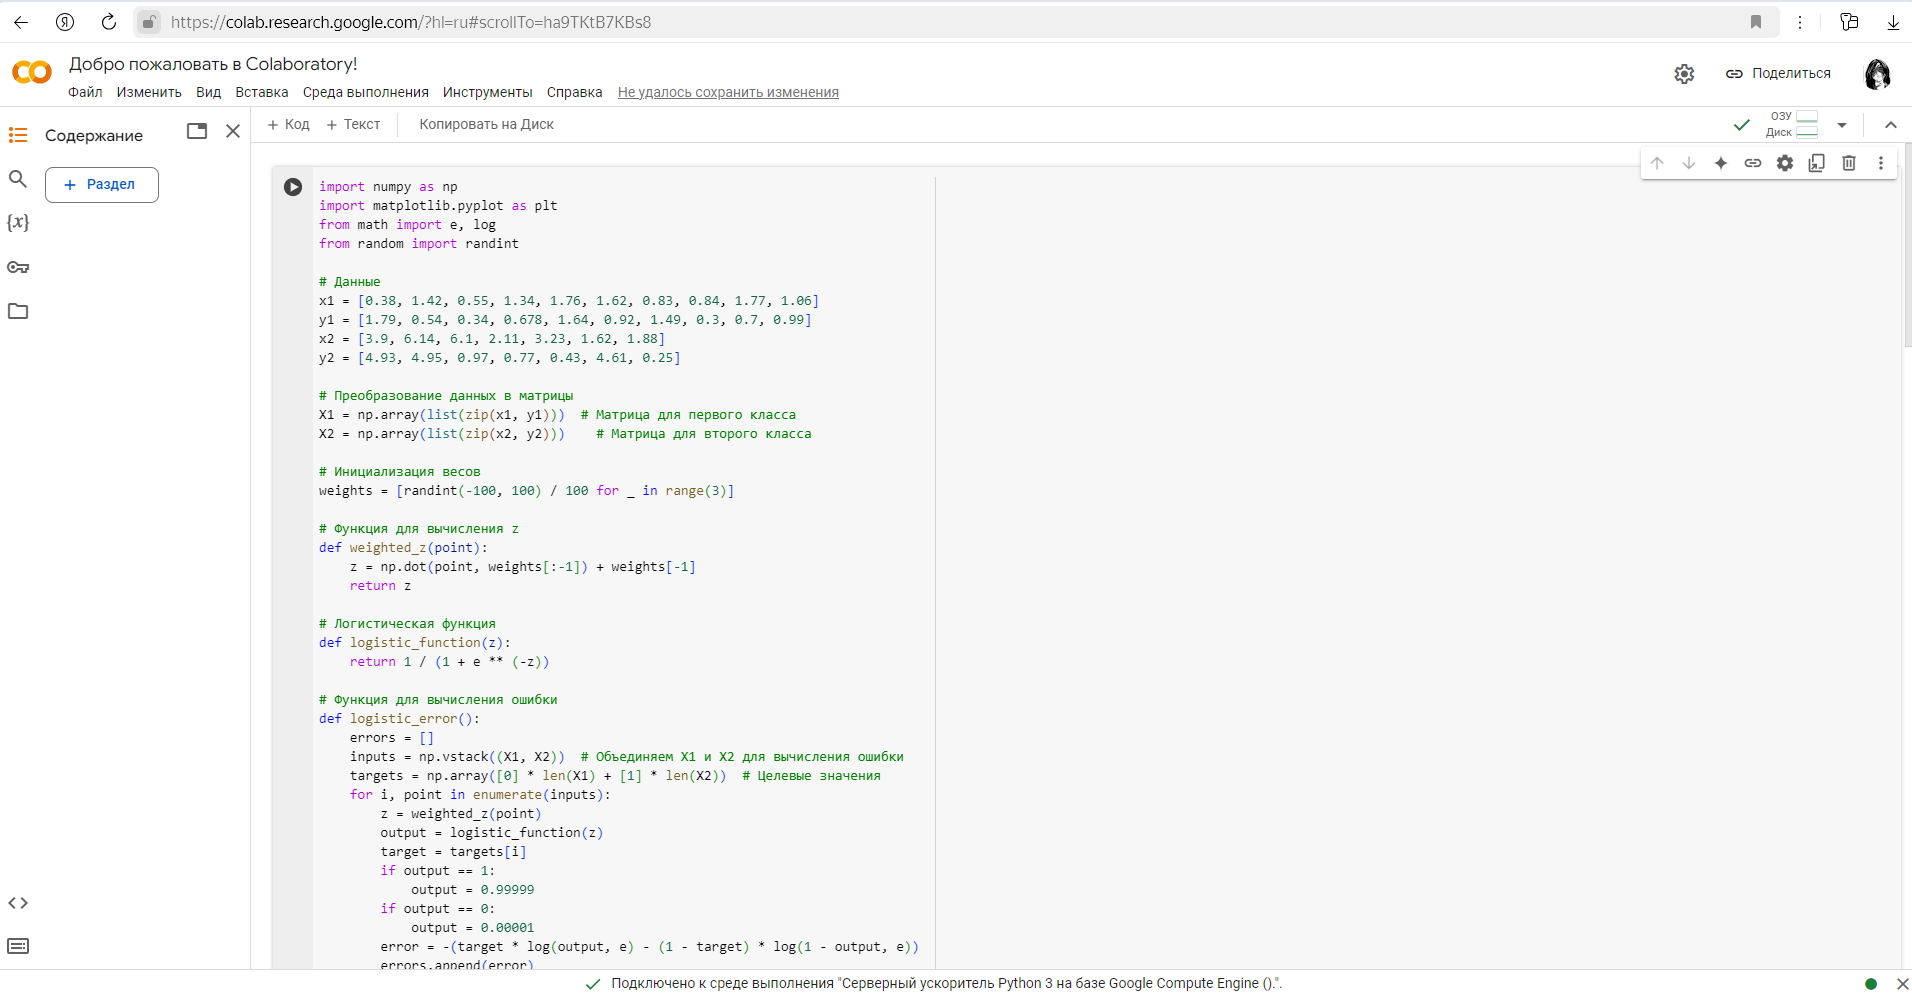 https://colab.research.google.com/?hl=ru#scrollTo=ha9TKtB7KBs8
Добро пожаловать в Colaboratory!
Файл Изменить Вид Вставка Среда выполнения Инструменты Справка Не удалось сохранить изменения
Поделиться
Содержание
+ Код + Текст Копировать на Диск
ОЗУ
Диск
+ Раздел
import numpy as np
import matplotlib.pyplot as plt
from math import e, log
from random import randint
# Данные
x1 = [0.38, 1.42, 0.55, 1.34, 1.76, 1.62, 0.83, 0.84, 1.77, 1.06]
y1 = [1.79, 0.54, 0.34, 0.678, 1.64, 0.92, 1.49, 0.3, 0.7, 0.99]
x2 = [3.9, 6.14, 6.1, 2.11, 3.23, 1.62, 1.88]
y2 = [4.93, 4.95, 0.97, 0.77, 0.43, 4.61, 0.25]
# Преобразование данных в матрицы
X1 = np.array(list(zip(x1, y1)))  # Матрица для первого класса
X2 = np.array(list(zip(x2, y2)))    # Матрица для второго класса
# Инициализация весов
weights = [randint(-100, 100) / 100 for _ in range(3)]
# Функция для вычисления z
def weighted_z(point):
    z = np.dot(point, weights[:-1]) + weights[-1]
    return z
# Логистическая функция
def logistic_function(z):
    return 1 / (1 + e ** (-z))
# Функция для вычисления ошибки
def logistic_error():
    errors = []
    inputs = np.vstack((X1, X2))  # Объединяем X1 и X2 для вычисления ошибки
    targets = np.array([0] * len(X1) + [1] * len(X2))  # Целевые значения
    for i, point in enumerate(inputs):
        z = weighted_z(point)
        output = logistic_function(z)
        target = targets[i]
        if output == 1:
            output = 0.99999
        if output == 0:
            output = 0.00001
        error = -(target * log(output, e) - (1 - target) * log(1 - output, e))
        errors.append(error)
Подключено к среде выполнения "Серверный ускоритель Python 3 на базе Google Compute Engine ().".